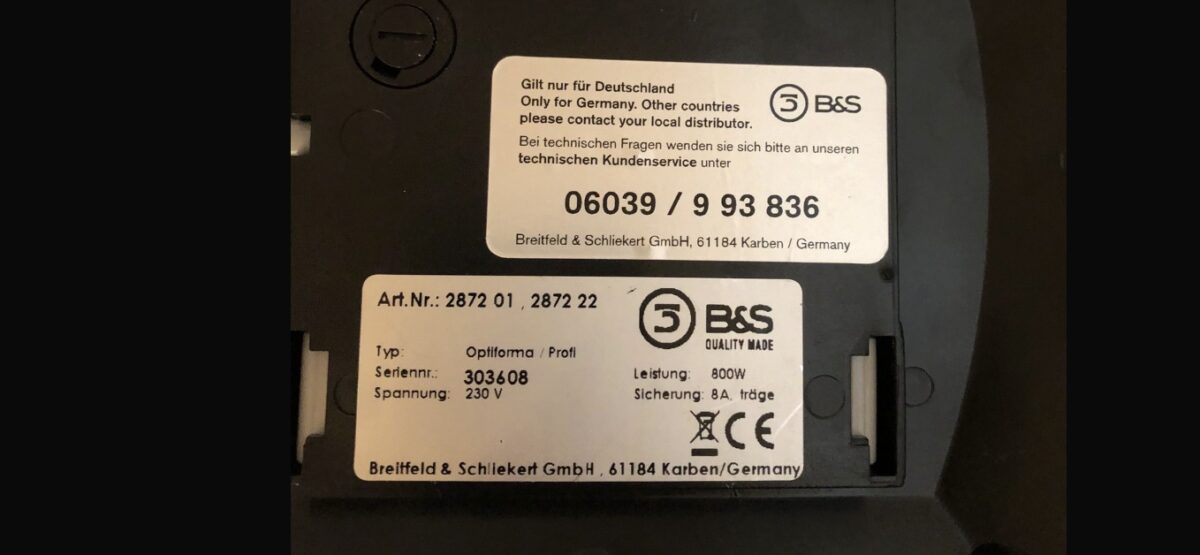 Gilt nur für Deutschland
Only for Germany. Other countries
please contact your local distributor.
B&S
Bei technischen Fragen wenden sie sich bitte an unseren
technischen Kundenservice unter
06039 / 9 93 836
Breitfeld & Schliekert GmbH, 61184 Karben / Germany
Art.Nr.: 2872 01 , 2872 22
B&S
QUALITY MADE
Typ: Optiforma / Profi
Seriennr.: 303608
Leistung: 800W
Spannung: 230 V
Sicherung: 8A, träge
CE
Breitfeld & Schliekert GmbH , 61184 Karben/Germany